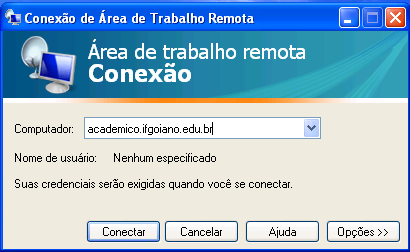 Conexão de Área de Trabalho Remota
Área de trabalho remota
Conexão
Computador: academico.ifgoiano.edu.br
Nome de usuário: Nenhum especificado
Suas credenciais serão exigidas quando você se conectar.
Conectar Cancelar Ajuda Opções >>